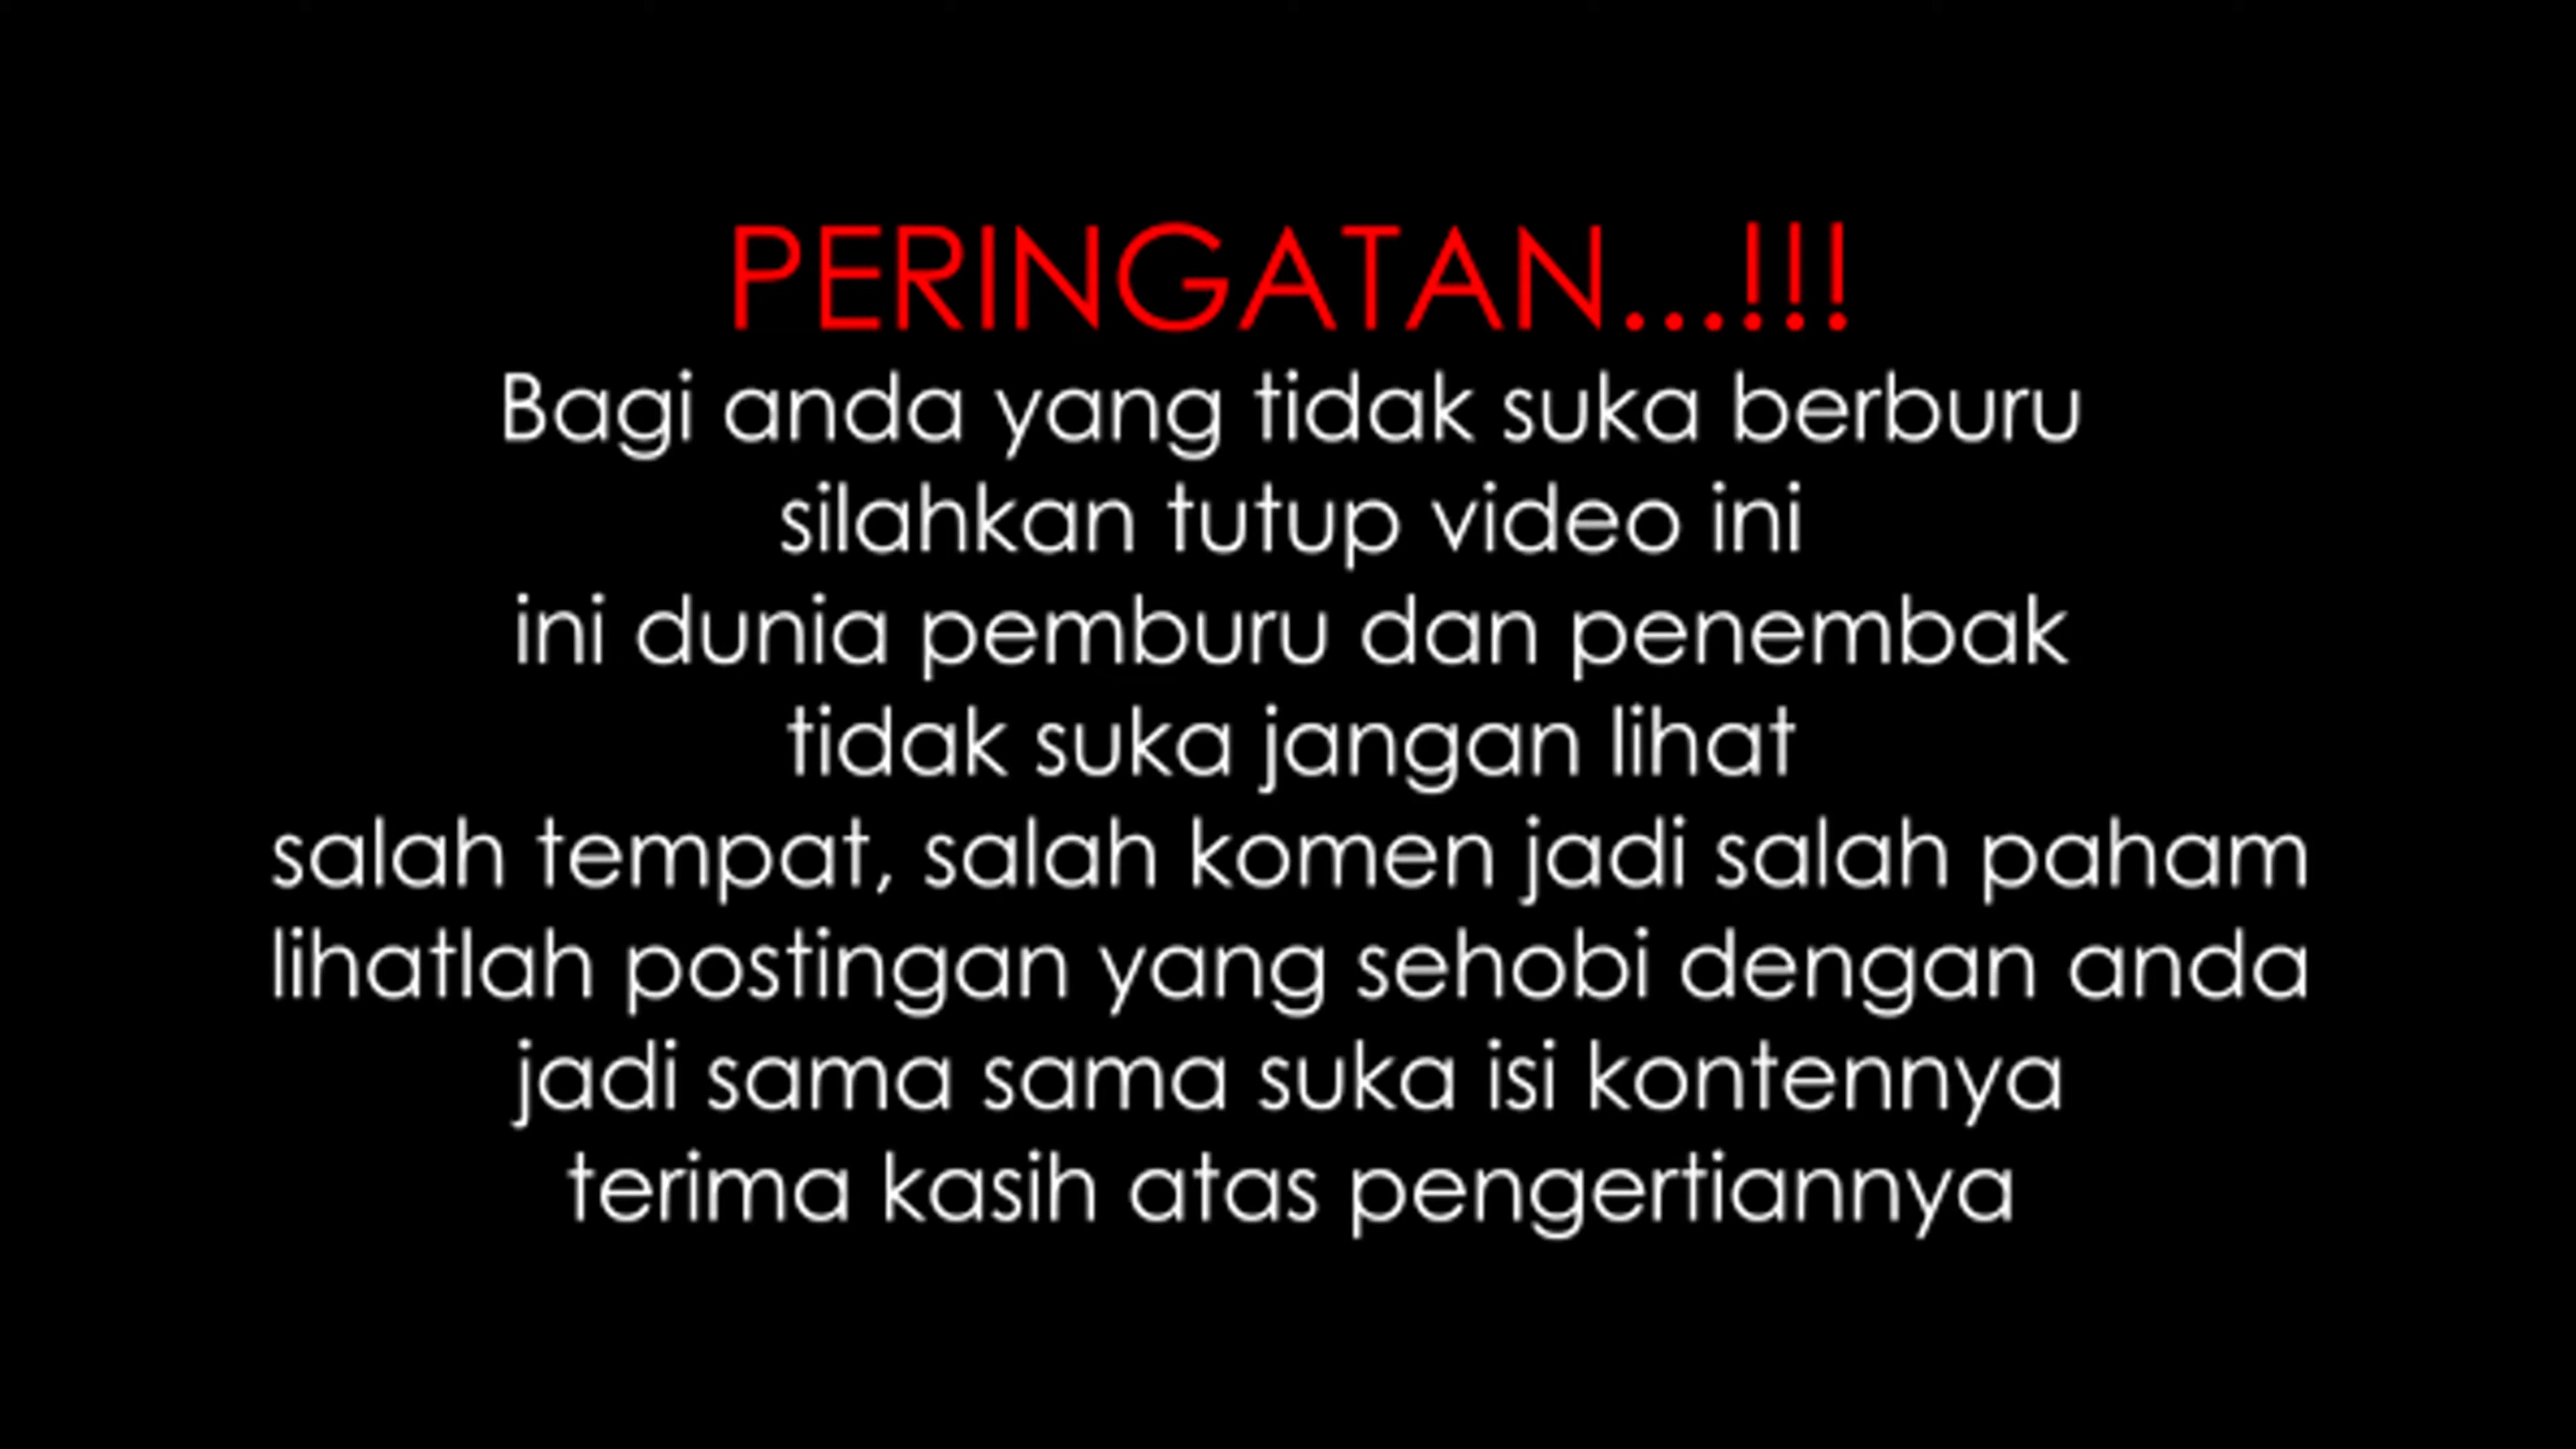 PERINGATAN...!!!
Bagi anda yang tidak suka berburu
silahkan tutup video ini
ini dunia pemburu dan penembak
tidak suka jangan lihat
salah tempat, salah komen jadi salah paham
lihatlah postingan yang sehobi dengan anda
jadi sama sama suka isi kontennya
terima kasih atas pengertiannya